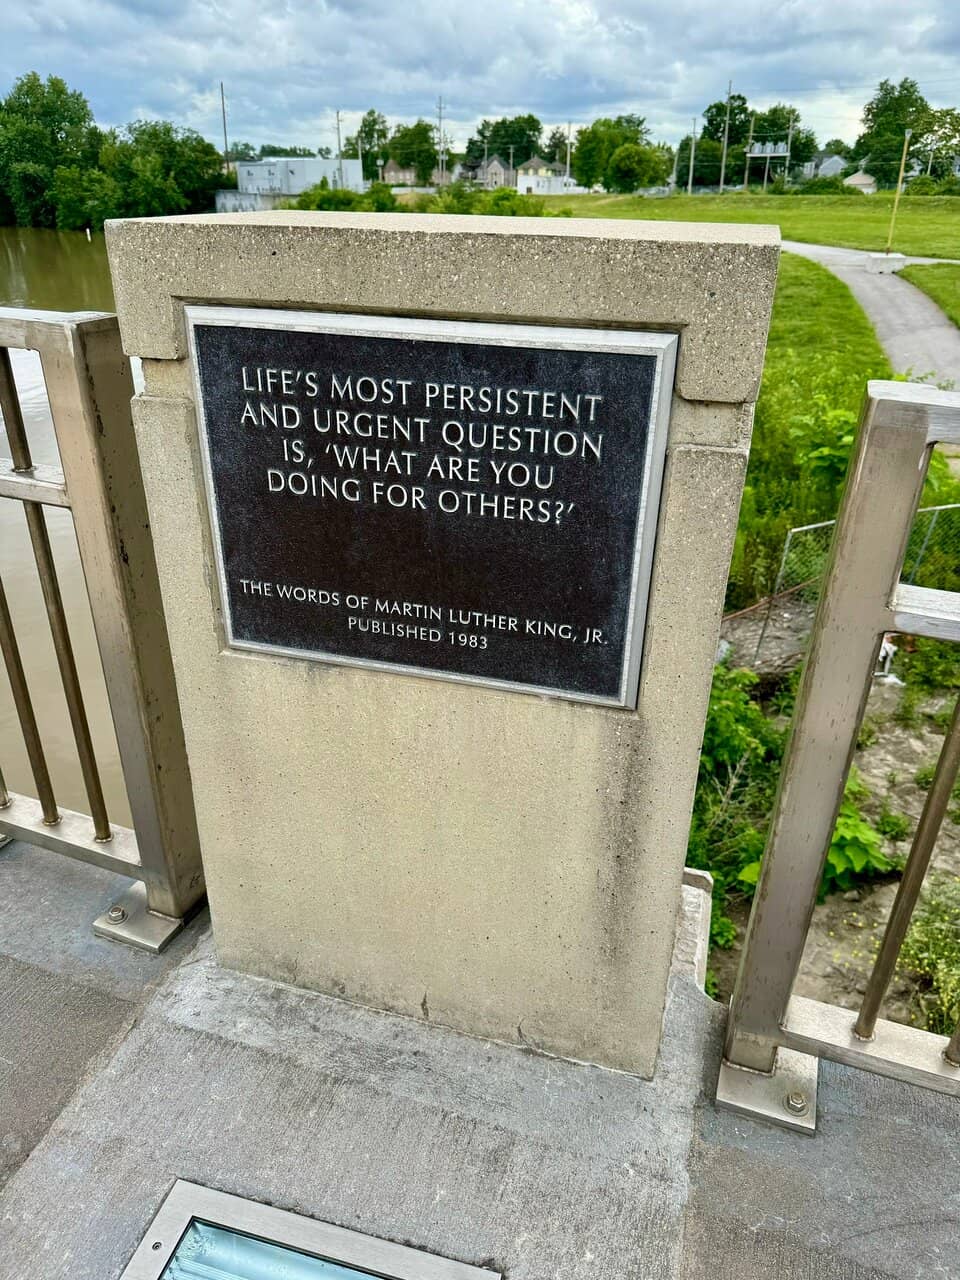 LIFE'S MOST PERSISTENT
AND URGENT QUESTION
IS, 'WHAT ARE YOU
DOING FOR OTHERS?'
THE WORDS OF MARTIN LUTHER KING, JR.
PUBLISHED 1983